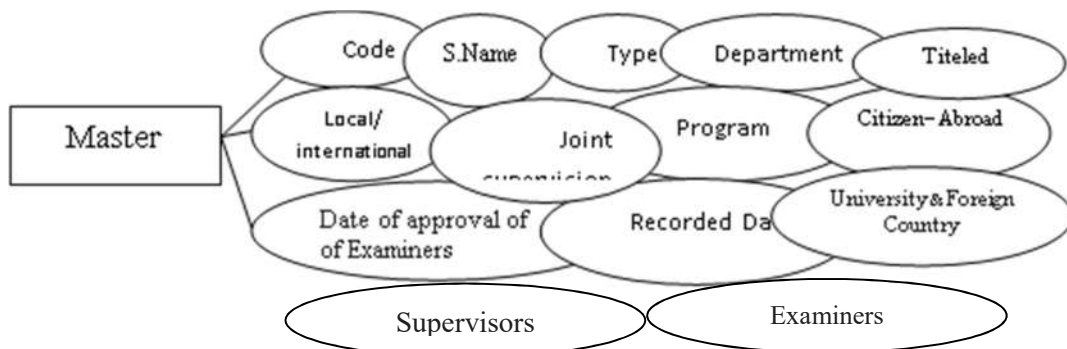 Code
S.Name
Type
Department
Titeled
Master
Local/
international
Joint
Program
Citizen-Abroad
Date of approval of
of Examiners
Recorded Da
University & Foreign
Country
Supervisors
Examiners